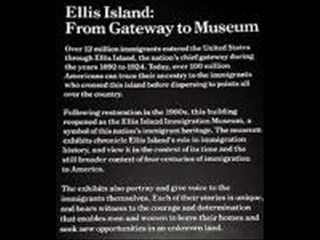 Ellis Island:
From Gateway to Museum
Over 12 million immigrants entered the United States
through Ellis Island, the nation's chief gateway during
the years 1892 to 1924. Today, over 100 million
Americans can trace their ancestry to the immigrants
who crossed this island before dispersing to points all
over the country.
Following restoration in the 1980s, this building
reopened as the Ellis Island Immigration Museum, a
symbol of this nation's immigrant heritage. The museum
exhibits chronicle Ellis Island's role in immigration
history, and view it in the context of its time and the
still broader context of four centuries of immigration
to America.
The exhibits also portray and give voice to the
immigrants themselves. Each of their stories is unique,
and bears witness to the courage and determination
that enables men and women to leave their homes and
seek new opportunities in an unknown land.